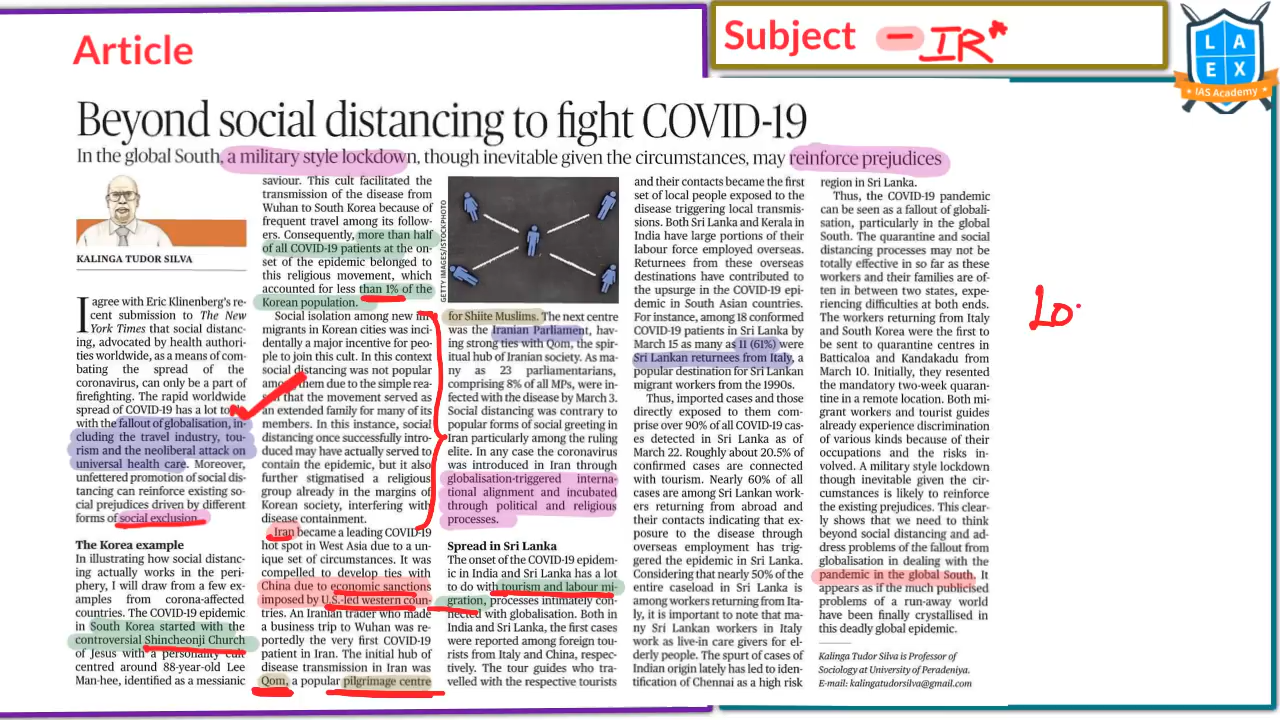 Article
Subject - IR*
L A
E X
IAS Academy
Beyond social distancing to fight COVID-19
In the global South, a military style lockdown, though inevitable given the circumstances, may reinforce prejudices
KALINGA TUDOR SILVA
I agree with Eric Klinenberg's re-
cent submission to The New
York Times that social distanc-
ing, advocated by health authori-
ties worldwide, as a means of com-
bating the spread of the
coronavirus, can only be a part of
firefighting. The rapid worldwide
spread of COVID-19 has a lot to
with the fallout of globalisation, in-
cluding the travel industry, tou-
rism and the neoliberal attack on
universal health care. Moreover,
unfettered promotion of social dis-
tancing can reinforce existing so-
cial prejudices driven by different
forms of social exclusion.
The Korea example
In illustrating how social distanc-
ing actually works in the peri-
phery, I will draw from a few ex-
amples from corona-affected
countries. The COVID-19 epidemic
in South Korea started with the
controversial Shincheonji Church
of Jesus with a personality cult
centred around 88-year-old Lee
Man-hee, identified as a messianic
saviour. This cult facilitated the
transmission of the disease from
Wuhan to South Korea because of
frequent travel among its follow-
ers. Consequently, more than half
of all COVID-19 patients at the on-
set of the epidemic belonged to
this religious movement, which
accounted for less than 1% of the
Korean population.
Social isolation among new im-
migrants in Korean cities was inci-
dentally a major incentive for peo-
ple to join this cult. In this context
social distancing was not popular
among them due to the simple rea-
son that the movement served as
an extended family for many of its
members. In this instance, social
distancing once successfully intro-
duced may have actually served to
contain the epidemic, but it also
further stigmatised a religious
group already in the margins of
Korean society, interfering with
disease containment.
Iran became a leading COVID-19
hot spot in West Asia due to a un-
ique set of circumstances. It was
compelled to develop ties with
China due to economic sanctions
imposed by U.S.-led western coun-
tries. An Iranian trader who made
a business trip to Wuhan was re-
portedly the very first COVID-19
patient in Iran. The initial hub of
disease transmission in Iran was
Qom, a popular pilgrimage centre
GETTY IMAGES/ISTOCKPHOTO
for Shiite Muslims. The next centre
was the Iranian Parliament, hav-
ing strong ties with Qom, the spir-
itual hub of Iranian society. As ma-
ny as 23 parliamentarians,
comprising 8% of all MPs, were in-
fected with the disease by March 3.
Social distancing was contrary to
popular forms of social greeting in
Iran particularly among the ruling
elite. In any case the coronavirus
was introduced in Iran through
globalisation-triggered interna-
tional alignment and incubated
through political and religious
processes.
Spread in Sri Lanka
The onset of the COVID-19 epidem-
ic in India and Sri Lanka has a lot
to do with tourism and labour mi-
gration, processes intimately con-
nected with globalisation. Both in
India and Sri Lanka, the first cases
were reported among foreign tou-
rists from Italy and China, respec-
tively. The tour guides who tra-
velled with the respective tourists
and their contacts became the first
set of local people exposed to the
disease triggering local transmis-
sions. Both Sri Lanka and Kerala in
India have large portions of their
labour force employed overseas.
Returnees from these overseas
destinations have contributed to
the upsurge in the COVID-19 epi-
demic in South Asian countries.
For instance, among 18 confirmed
COVID-19 patients in Sri Lanka by
March 15 as many as 11 (61%) were
Sri Lankan returnees from Italy, a
popular destination for Sri Lankan
migrant workers from the 1990s.
Thus, imported cases and those
directly exposed to them com-
prise over 90% of all COVID-19 cas-
es detected in Sri Lanka as of
March 22. Roughly about 20.5% of
confirmed cases are connected
with tourism. Nearly 60% of all
cases are among Sri Lankan work-
ers returning from abroad and
their contacts indicating that ex-
posure to the disease through
overseas employment has trig-
gered the epidemic in Sri Lanka.
Considering that nearly 50% of the
entire caseload in Sri Lanka is
among workers returning from Ita-
ly, it is important to note that ma-
ny Sri Lankan workers in Italy
work as live-in care givers for el-
derly people. The spurt of cases of
Indian origin lately has led to iden-
tification of Chennai as a high risk
region in Sri Lanka.
Thus, the COVID-19 pandemic
can be seen as a fallout of globali-
sation, particularly in the global
South. The quarantine and social
distancing processes may not be
totally effective in so far as these
workers and their families are of-
ten in between two states, expe-
riencing difficulties at both ends.
The workers returning from Italy
and South Korea were the first to
be sent to quarantine centres in
Batticaloa and Kandakadu from
March 10. Initially, they resented
the mandatory two-week quaran-
tine in a remote location. Both mi-
grant workers and tourist guides
already experience discrimination
of various kinds because of their
occupations and the risks in-
volved. A military style lockdown
though inevitable given the cir-
cumstances is likely to reinforce
the existing prejudices. This clear-
ly shows that we need to think
beyond social distancing and ad-
dress problems of the fallout from
globalisation in dealing with the
pandemic in the global South. It
appears as if the much publicised
problems of a run-away world
have been finally crystalised in
this deadly global epidemic.
Kalinga Tudor Silva is Professor of
Sociology at University of Peradeniya.
E-mail: kalingatudorsilva@gmail.com
Lo